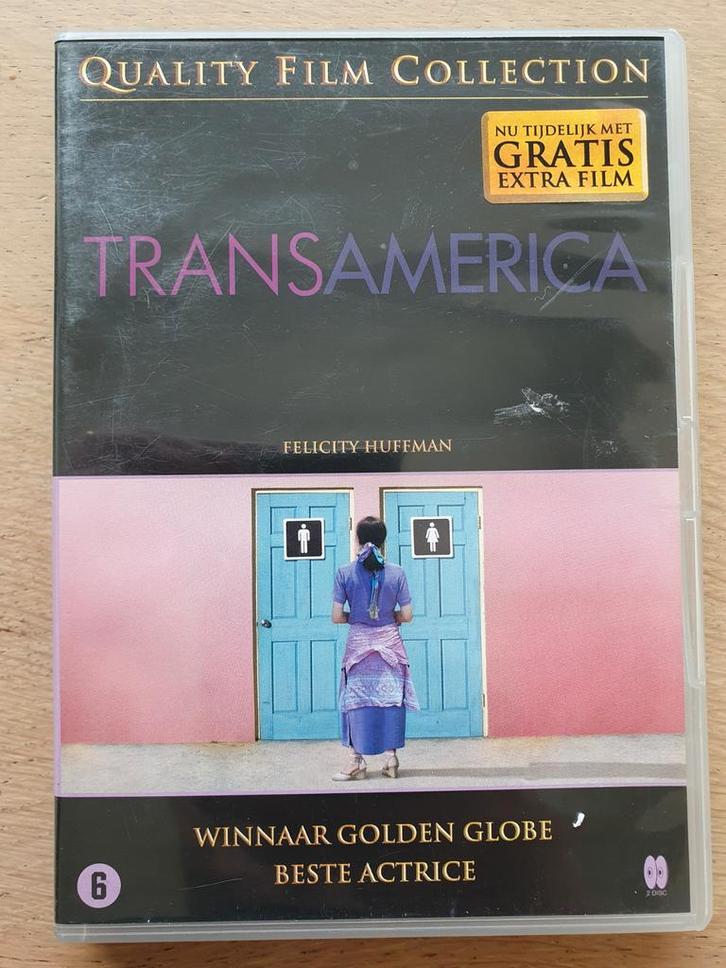 QUALITY FILM COLLECTION
NU TIJDELIJK MET
GRATIS
EXTRA FILM
TRANSAMERICA
FELICITY HUFFMAN
WINNAAR GOLDEN GLOBE
BESTE ACTRICE
6
2 DISC